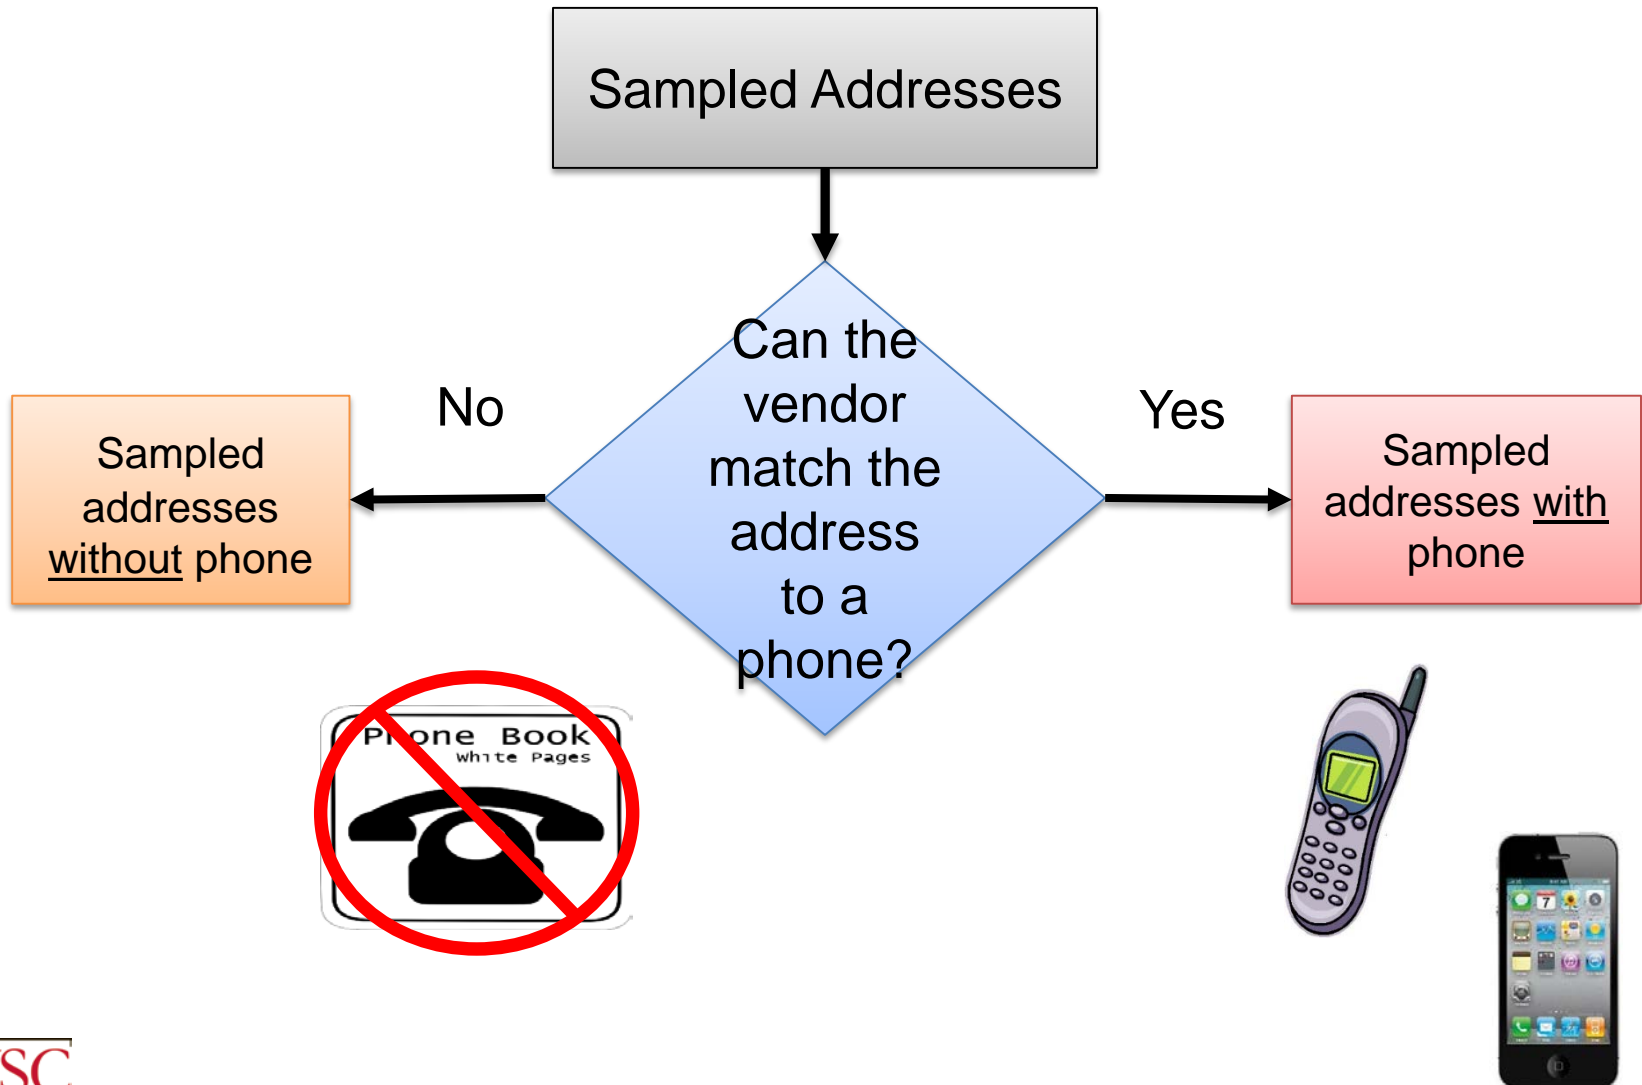 Sampled Addresses
Can the
vendor
match the
address
to a
phone?
No
Yes
Sampled
addresses
without phone
Sampled
addresses with
phone
Phone Book
White Pages
7
SC